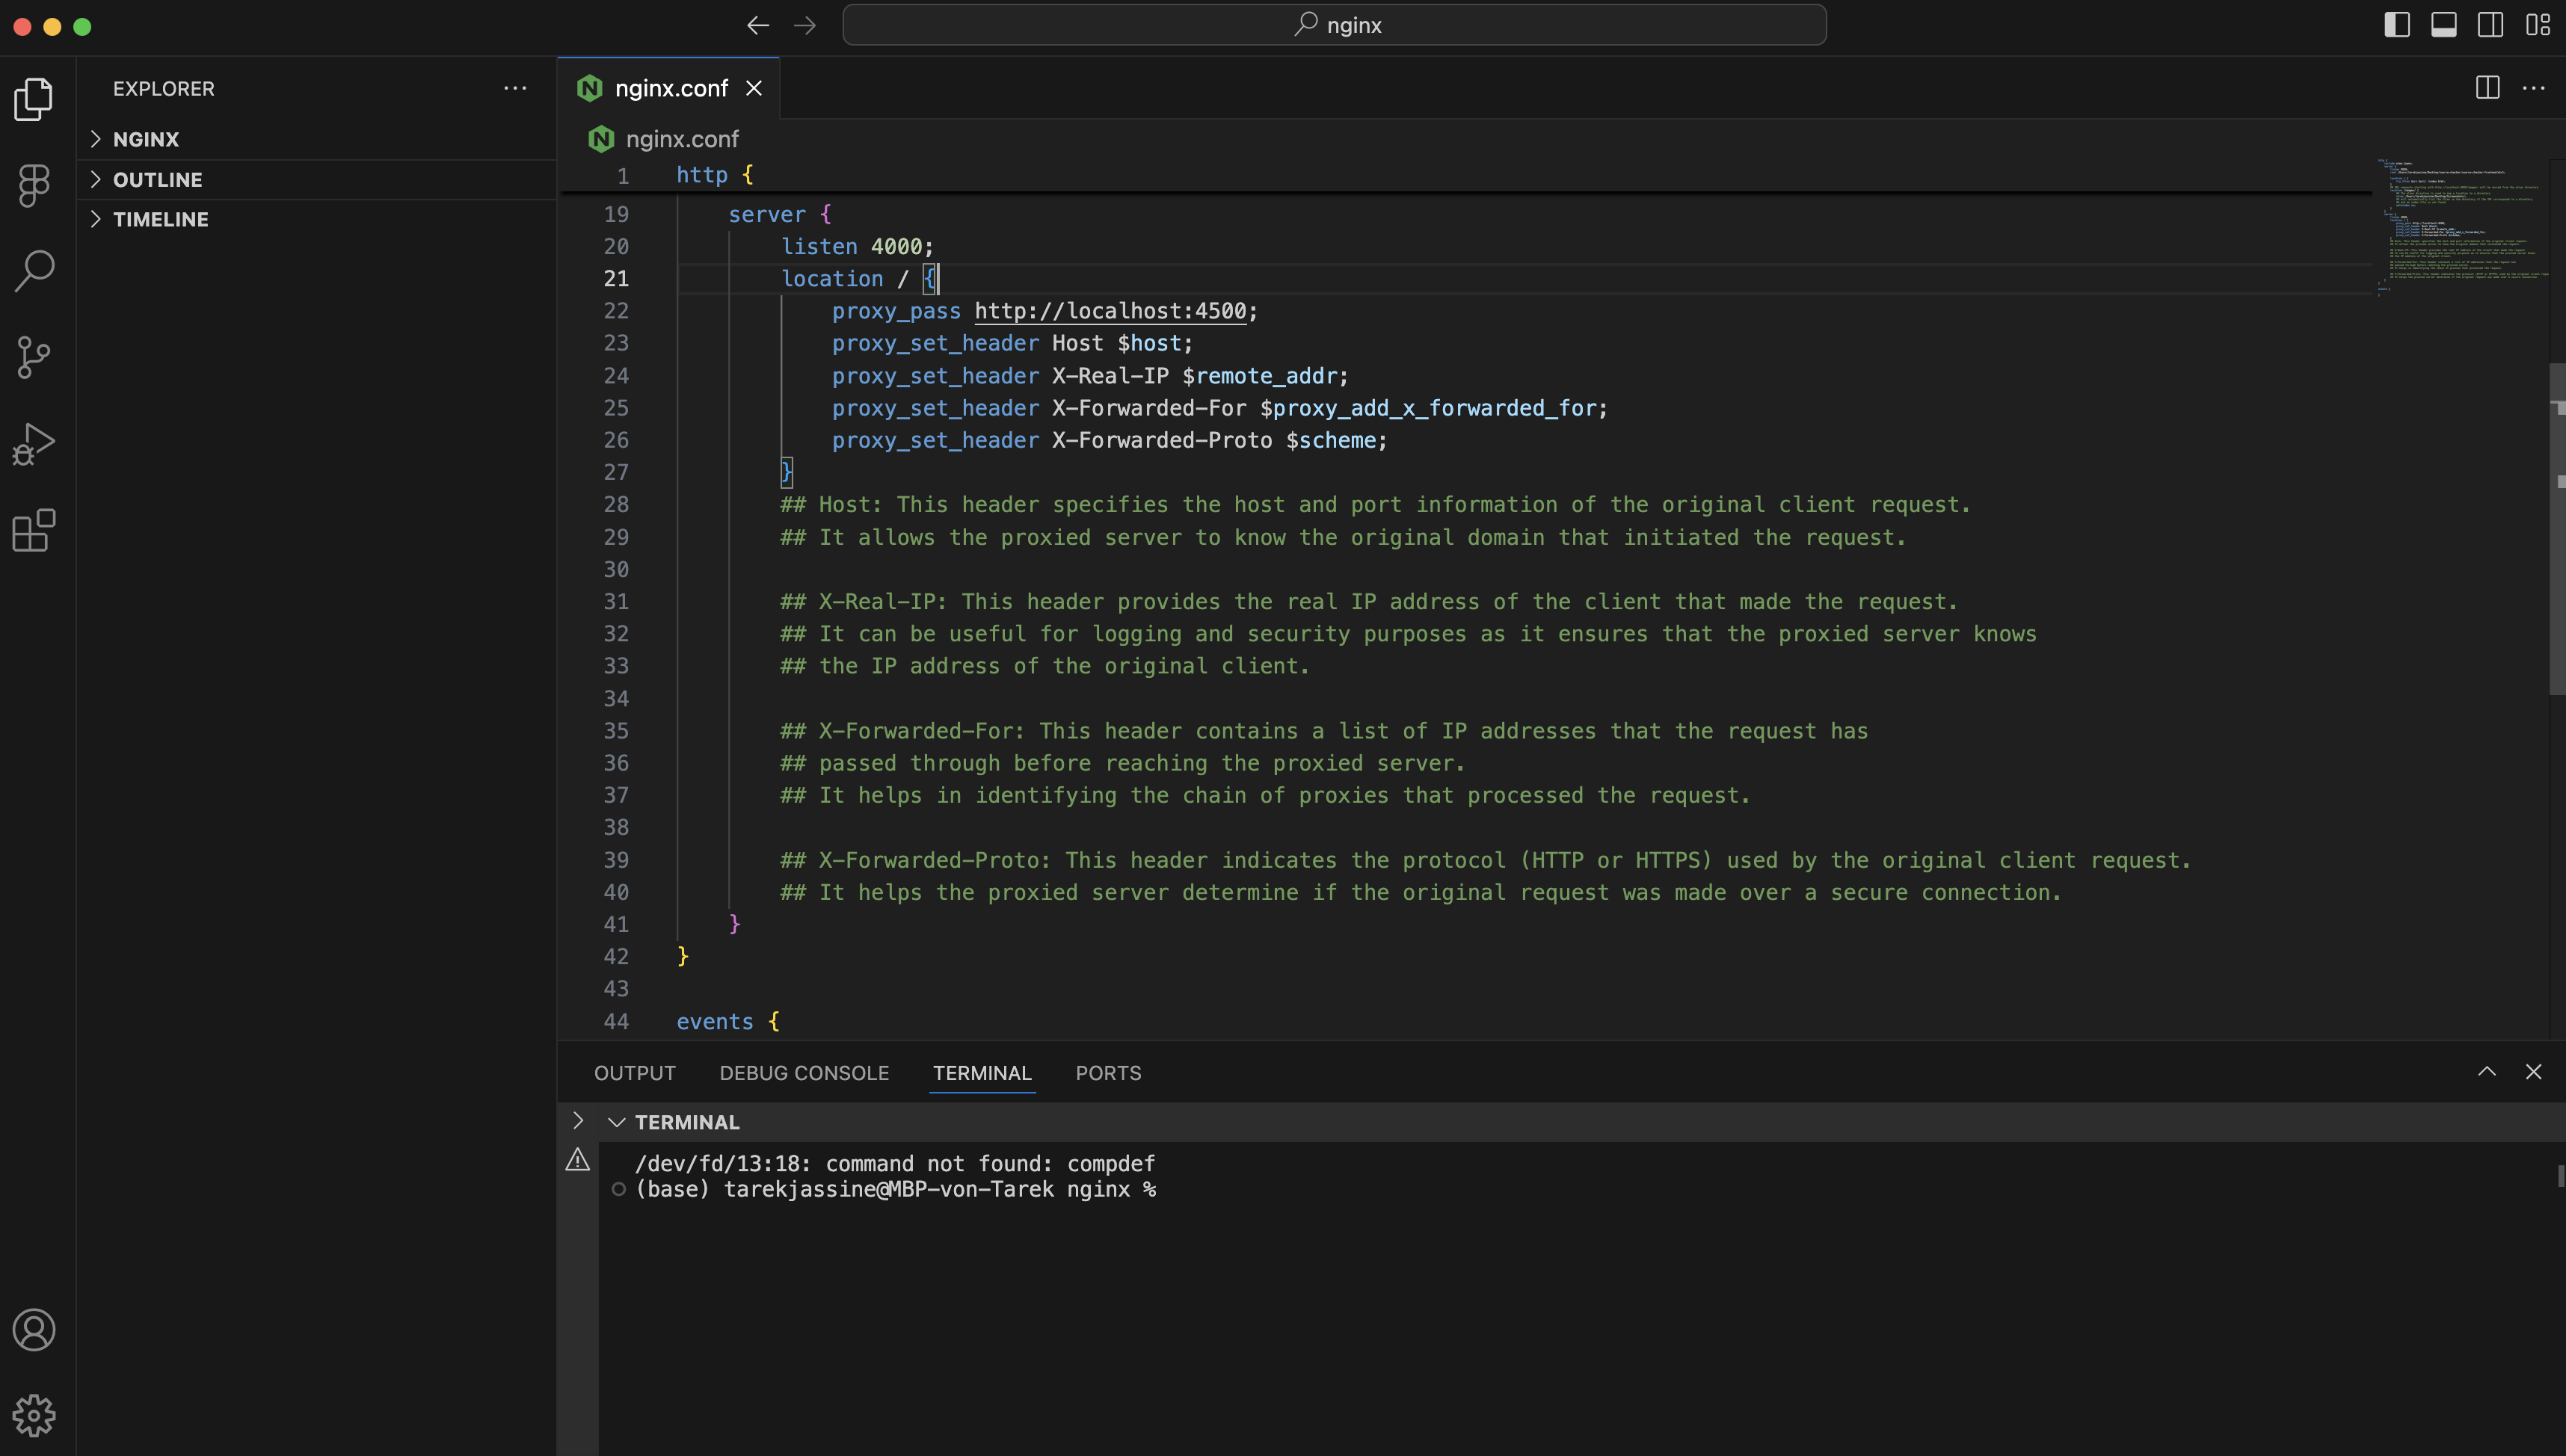 nginx
EXPLORER
NGINX
OUTLINE
TIMELINE
nginx.conf
nginx.conf
1 http {
19 server {
20 listen 4000;
21 location / {
22 proxy_pass http://localhost:4500;
23 proxy_set_header Host $host;
24 proxy_set_header X-Real-IP $remote_addr;
25 proxy_set_header X-Forwarded-For $proxy_add_x_forwarded_for;
26 proxy_set_header X-Forwarded-Proto $scheme;
27 }
28 ## Host: This header specifies the host and port information of the original client request.
29 ## It allows the proxied server to know the original domain that initiated the request.
30
31 ## X-Real-IP: This header provides the real IP address of the client that made the request.
32 ## It can be useful for logging and security purposes as it ensures that the proxied server knows
33 ## the IP address of the original client.
34
35 ## X-Forwarded-For: This header contains a list of IP addresses that the request has
36 ## passed through before reaching the proxied server.
37 ## It helps in identifying the chain of proxies that processed the request.
38
39 ## X-Forwarded-Proto: This header indicates the protocol (HTTP or HTTPS) used by the original client request.
40 ## It helps the proxied server determine if the original request was made over a secure connection.
41 }
42 }
43
44 events {
OUTPUT DEBUG CONSOLE TERMINAL PORTS
TERMINAL
/dev/fd/13:18: command not found: compdef
(base) tarekjassine@MBP-von-Tarek nginx %